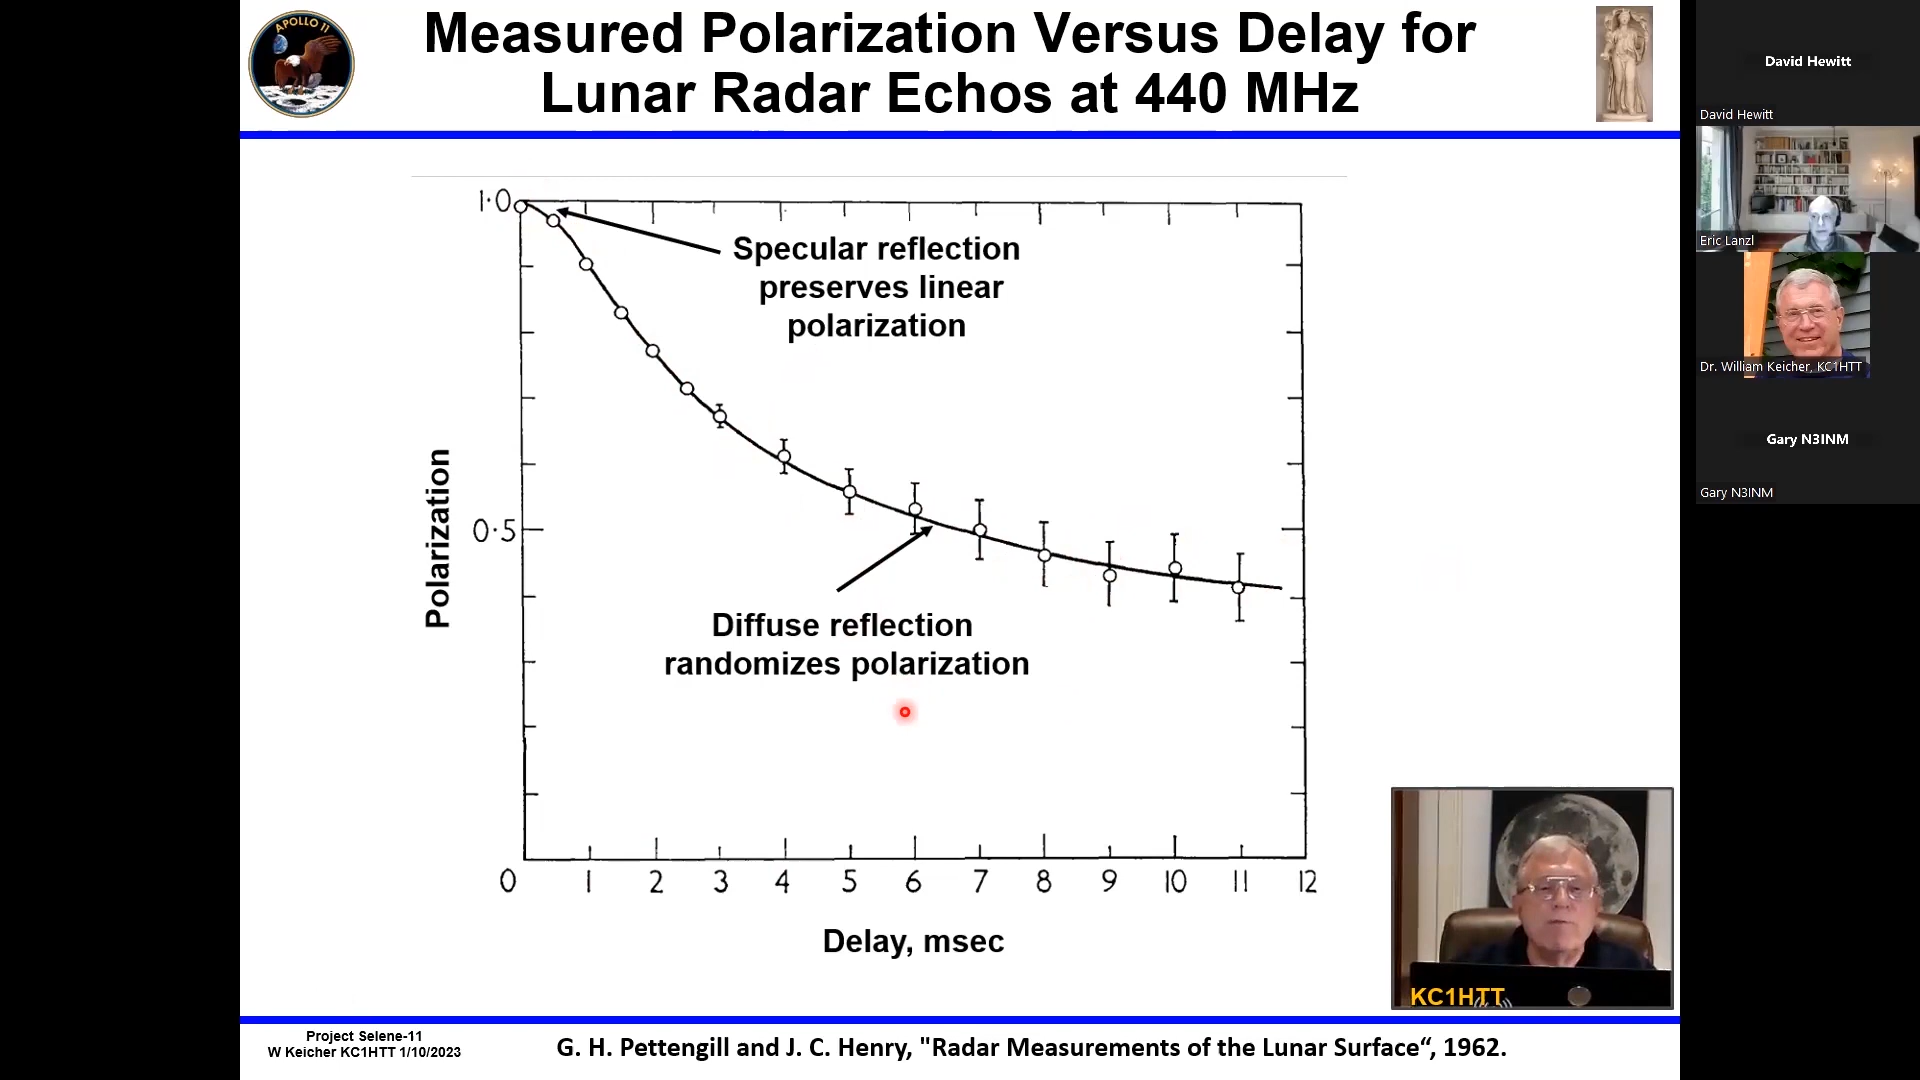 APOLLO 11
Measured Polarization Versus Delay for
Lunar Radar Echos at 440 MHz
1·0
Specular reflection
preserves linear
polarization
Polarization
0·5
Diffuse reflection
randomizes polarization
0 1 2 3 4 5 6 7 8 9 10 11 12
Delay, msec
KC1HTT
Project Selene-11
W Keicher KC1HTT 1/10/2023
G. H. Pettengill and J. C. Henry, "Radar Measurements of the Lunar Surface“, 1962.
David Hewitt
David Hewitt
Eric Lanzl
Dr. William Keicher, KC1HTT
Gary N3INM
Gary N3INM